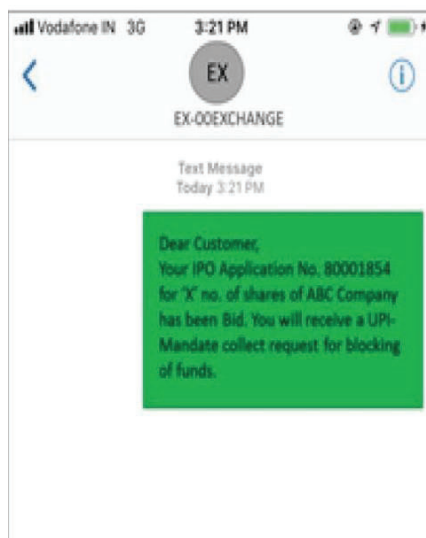 Vodafone IN 3G 3:21 PM
EX
EX-00EXCHANGE
Text Message
Today 3:21 PM
Dear Customer,
Your IPO Application No. 80001854
for 'X' no. of shares of ABC Company
has been Bid. You will receive a UPI-
Mandate collect request for blocking
of funds.